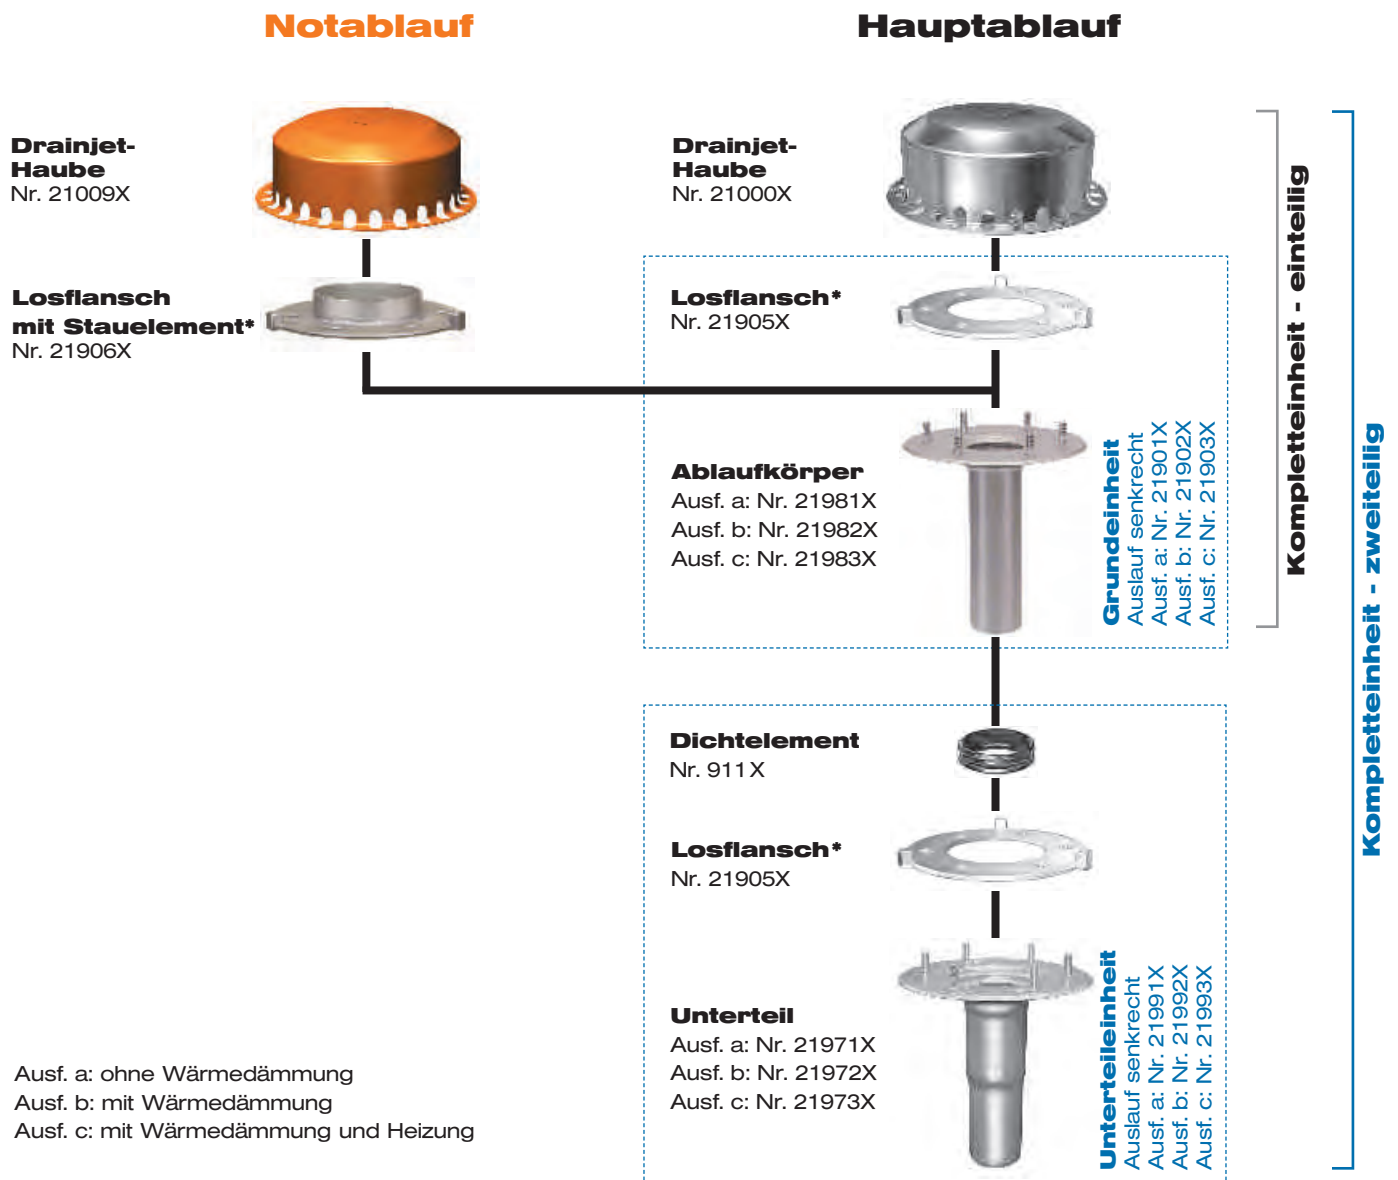 Notablauf
Hauptablauf
Drainjet-
Haube
Nr. 21009X
Drainjet-
Haube
Nr. 21000X
Losflansch
mit Stauelement*
Nr. 21906X
Losflansch*
Nr. 21905X
Ablaufkörper
Ausf. a: Nr. 21981X
Ausf. b: Nr. 21982X
Ausf. c: Nr. 21983X
Grundeinheit
Auslauf senkrecht
Ausf. a: Nr. 21901X
Ausf. b: Nr. 21902X
Ausf. c: Nr. 21903X
Kompletteinheit - einteilig
Kompletteinheit - zweiteilig
Dichtelement
Nr. 911X
Losflansch*
Nr. 21905X
Unterteil
Ausf. a: Nr. 21971X
Ausf. b: Nr. 21972X
Ausf. c: Nr. 21973X
Unterteileinheit
Auslauf senkrecht
Ausf. a: Nr. 21991X
Ausf. b: Nr. 21992X
Ausf. c: Nr. 21993X
Ausf. a: ohne Wärmedämmung
Ausf. b: mit Wärmedämmung
Ausf. c: mit Wärmedämmung und Heizung